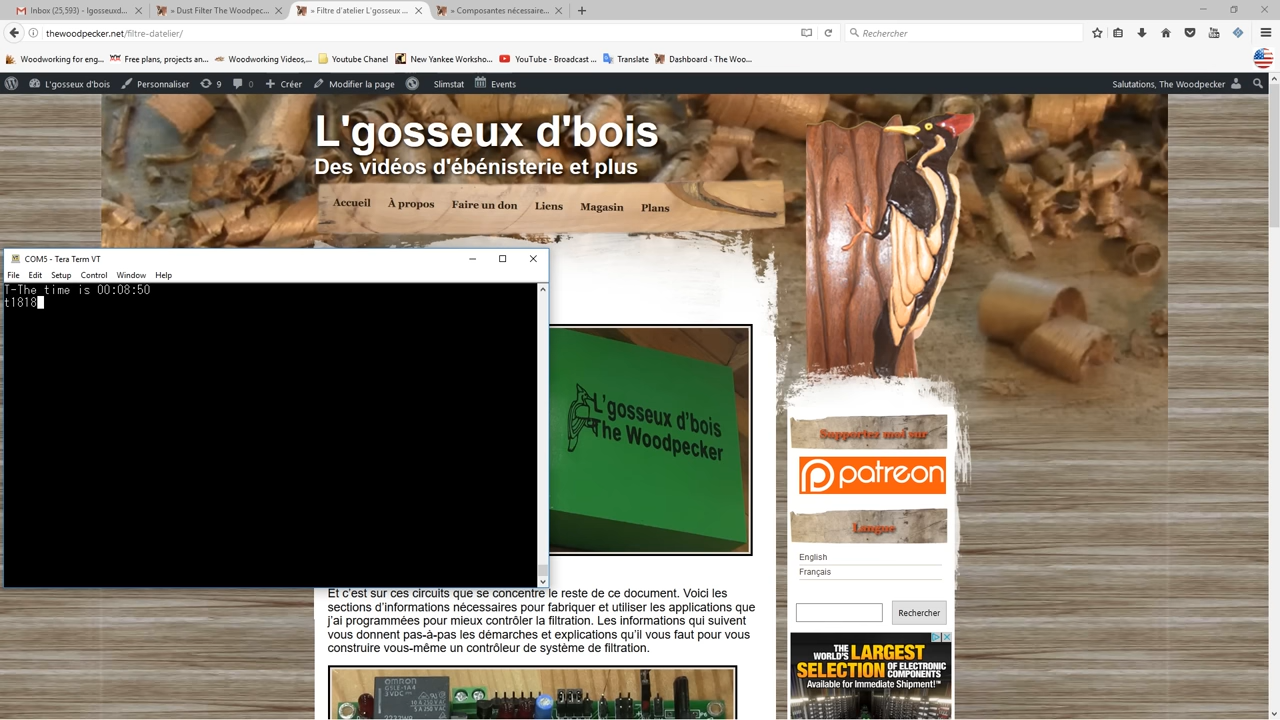 Inbox (25,593) - lgosseuxd...
» Dust Filter The Woodpec...
» Filtre d'atelier L'gosseux ...
» Composantes nécessaire...
thewoodpecker.net/filtre-datelier/
Rechercher
Woodworking for eng...
Free plans, projects an...
Woodworking Videos,...
Youtube Chanel
New Yankee Worksho...
YouTube - Broadcast ...
Translate
Dashboard ‹ The Woo...
L'gosseux d'bois
Personnaliser
9
0
Créer
Modifier la page
Slimstat
Events
Salutations, The Woodpecker
L'gosseux d'bois
Des vidéos d'ébénisterie et plus
Accueil
À propos
Faire un don
Liens
Magasin
Plans
COM5 - Tera Term VT
File Edit Setup Control Window Help
T-The time is 00:08:50
t1818
L'gosseux d'bois
The Woodpecker
Supportez moi sur
patreon
Langue
English
Français
Rechercher
Et c'est sur ces circuits que se concentre le reste de ce document. Voici les
sections d'informations nécessaires pour fabriquer et utiliser les applications que
j'ai programmées pour mieux contrôler la filtration. Les informations qui suivent
vous donnent pas-à-pas les démarches et explications qu'il vous faut pour vous
construire vous-même un contrôleur de système de filtration.
THE WORLD'S LARGEST
SELECTION OF ELECTRONIC COMPONENTS
Available for Immediate Shipment!™
omron
G5LE-1A4
3VDC